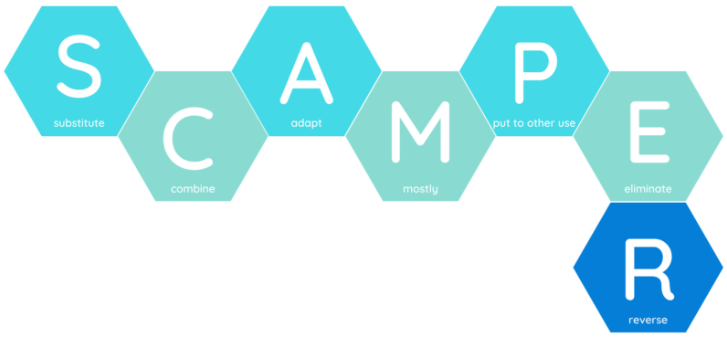 S
substitute
C
combine
A
adapt
M
mostly
P
put to other use
E
eliminate
R
reverse